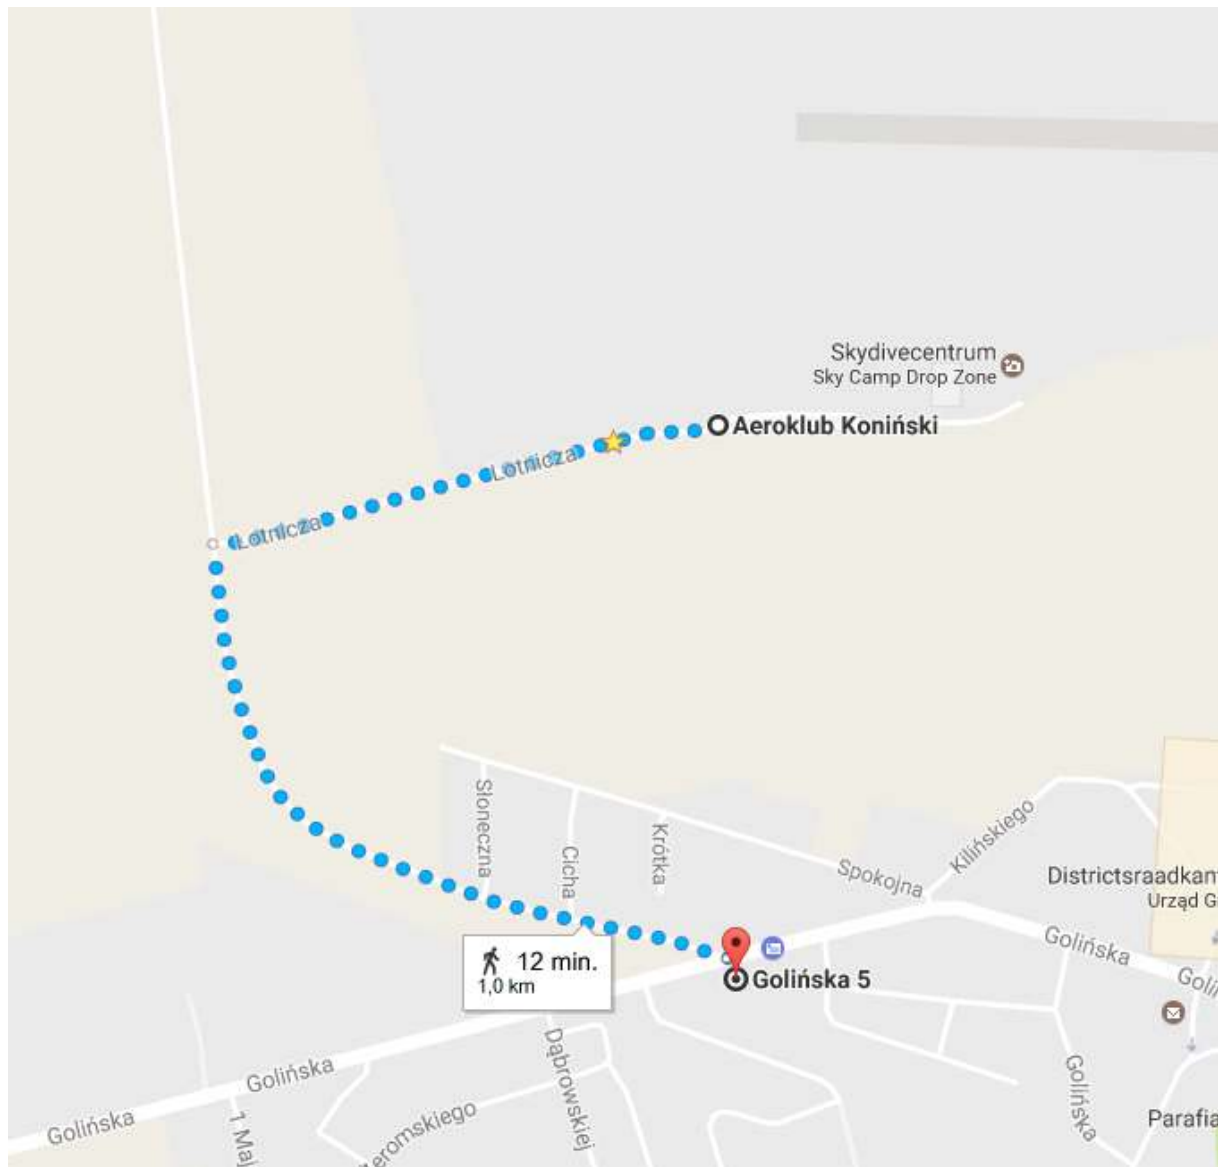 Skydivecentrum
Sky Camp Drop Zone
Aeroklub Koniński
Lotnicza
Lotnicza
Słoneczna
Cicha
Krótka
Spokojna
Kilińskiego
Districtsraadkan
Urząd G
Golińska
Goli
12 min.
1,0 km
Golińska 5
Golińska
Golińska
Dąbrowskiej
Golińska
1 Maj
eromskiego
Parafia